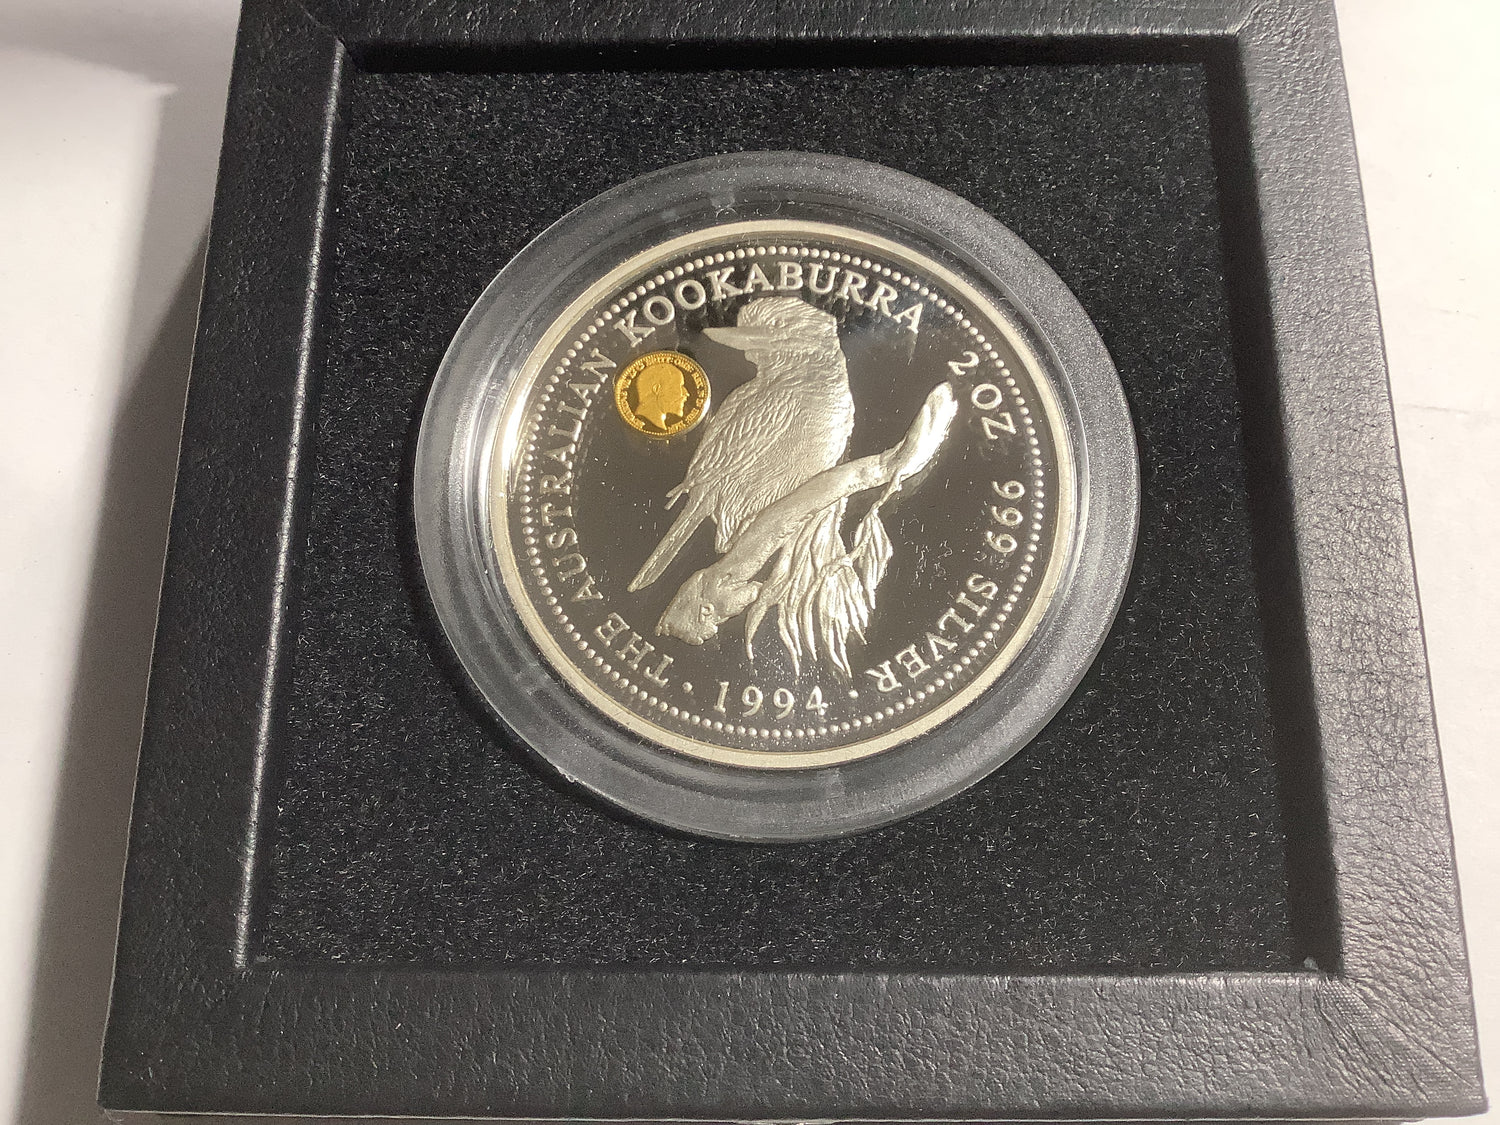 THE AUSTRALIAN KOOKABURRA 2 OZ 999 SILVER
· 1994 ·